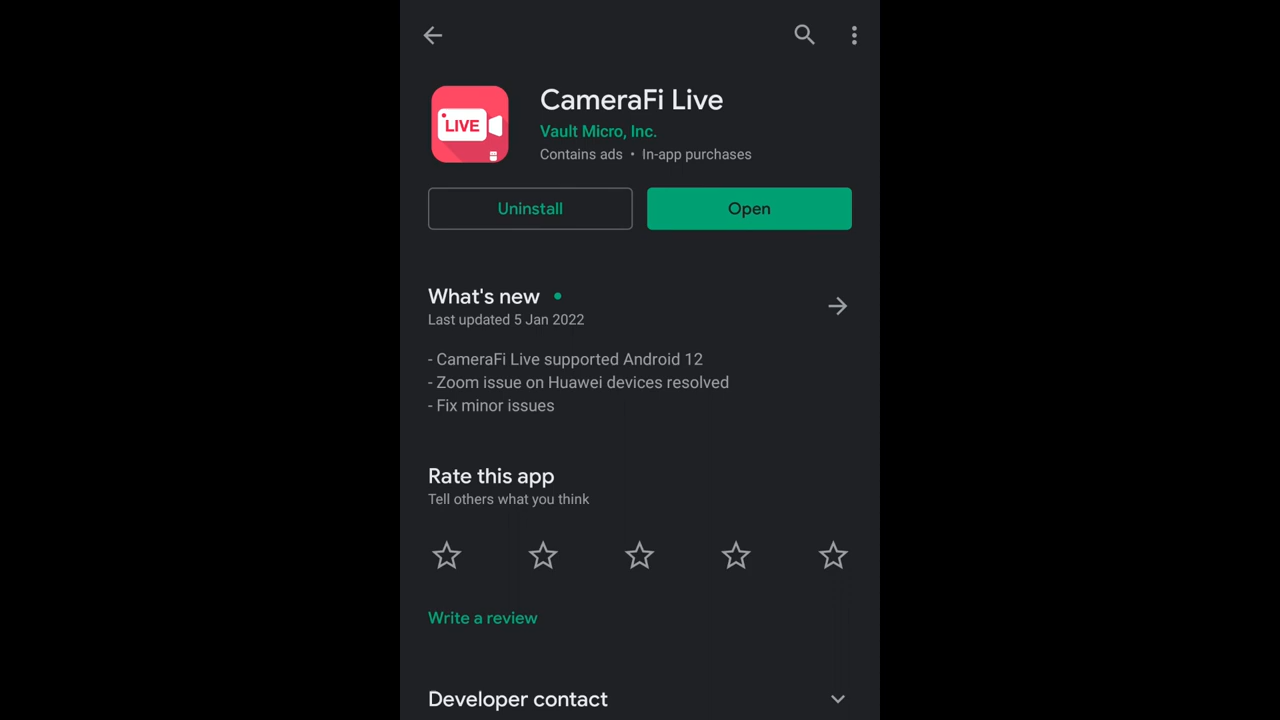 CameraFi Live
LIVE
Vault Micro, Inc.
Contains ads • In-app purchases
Uninstall
Open
What's new
Last updated 5 Jan 2022
- CameraFi Live supported Android 12
- Zoom issue on Huawei devices resolved
- Fix minor issues
Rate this app
Tell others what you think
Write a review
Developer contact